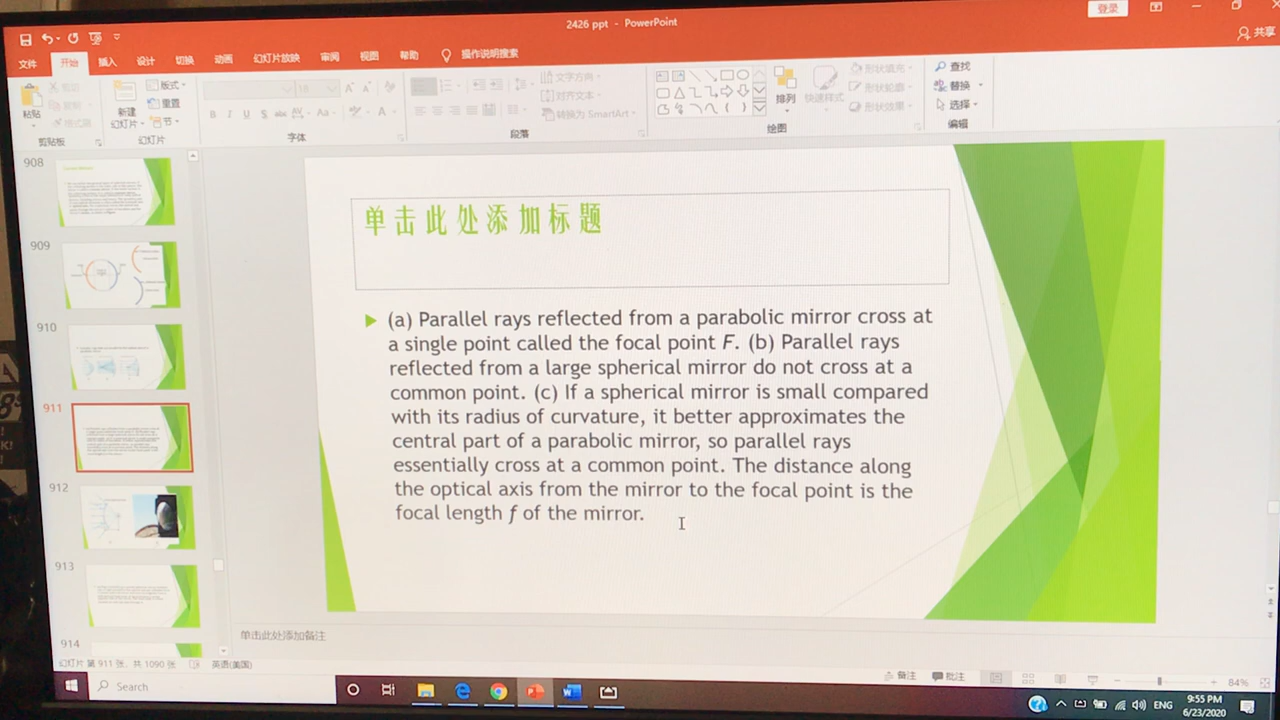 2426 ppt - PowerPoint
登录
文件 开始 插入 设计 切换 动画 幻灯片放映 审阅 视图 帮助 操作说明搜索
共享
粘贴
剪贴板
新建
幻灯片
版式
重置
节
幻灯片
字体
段落
文字方向
对齐文本
转换为 SmartArt
排列
快速样式
形状填充
形状轮廓
形状效果
绘图
查找
替换
选择
编辑
908
909
910
911
912
913
914
单击此处添加标题
(a) Parallel rays reflected from a parabolic mirror cross at
a single point called the focal point F. (b) Parallel rays
reflected from a large spherical mirror do not cross at a
common point. (c) If a spherical mirror is small compared
with its radius of curvature, it better approximates the
central part of a parabolic mirror, so parallel rays
essentially cross at a common point. The distance along
the optical axis from the mirror to the focal point is the
focal length f of the mirror.
单击此处添加备注
幻灯片 第 911 张, 共 1090 张 英语(美国)
备注 批注 84%
Search
ENG
9:55 PM
6/23/2020